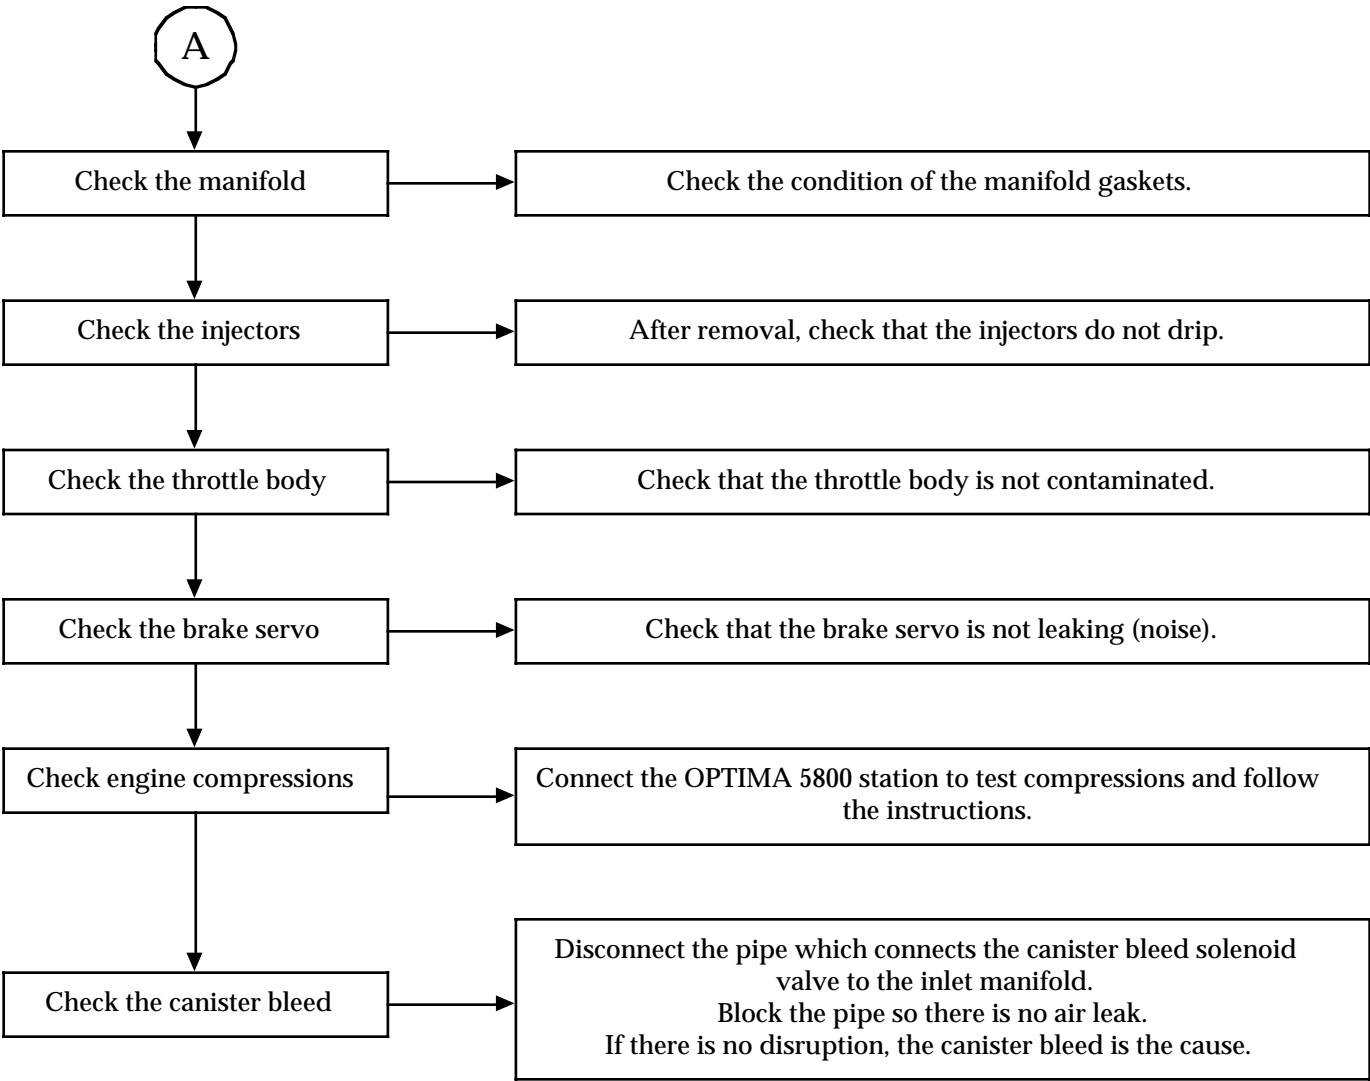 A
Check the manifold
Check the condition of the manifold gaskets.
Check the injectors
After removal, check that the injectors do not drip.
Check the throttle body
Check that the throttle body is not contaminated.
Check the brake servo
Check that the brake servo is not leaking (noise).
Check engine compressions
Connect the OPTIMA 5800 station to test compressions and follow
the instructions.
Check the canister bleed
Disconnect the pipe which connects the canister bleed solenoid
valve to the inlet manifold.
Block the pipe so there is no air leak.
If there is no disruption, the canister bleed is the cause.